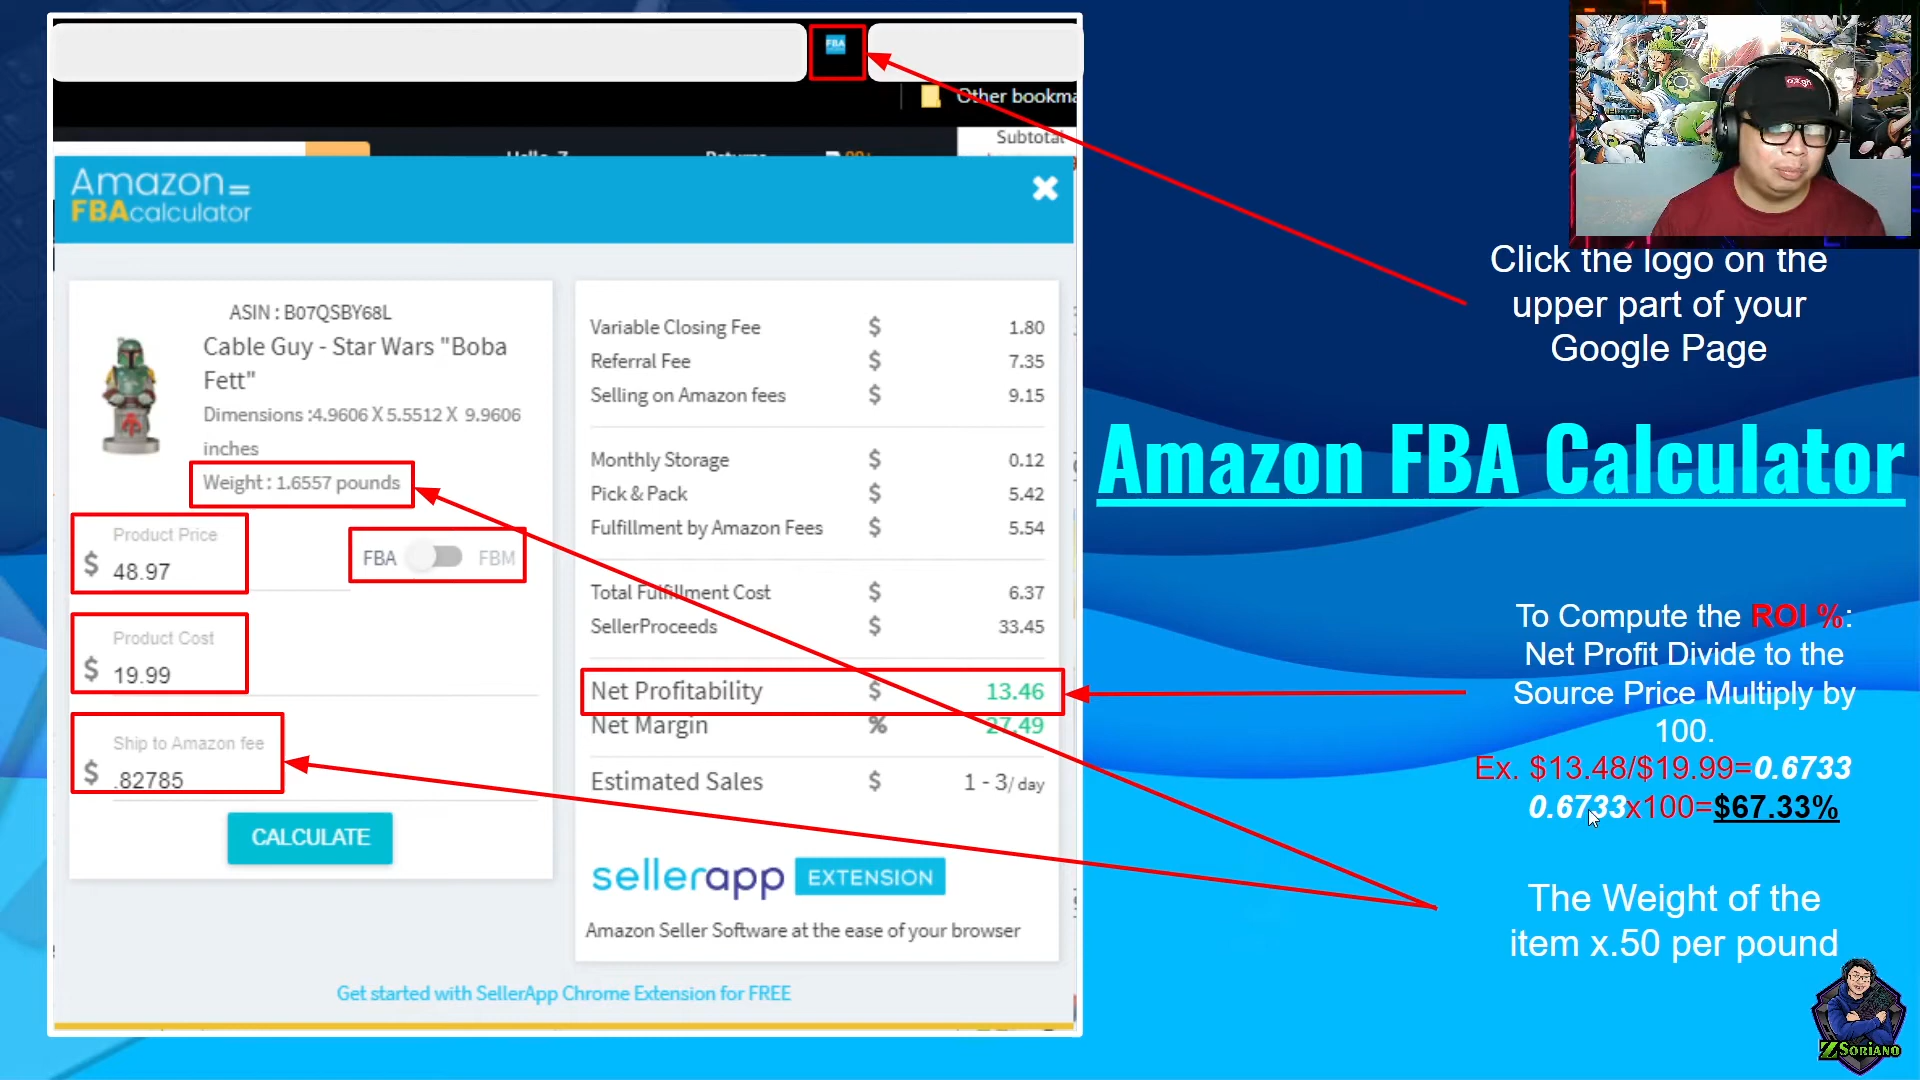 FBA
Other bookma
Subtotal
Amazon
FBAcalculator
ASIN : B07QSBY68L
Cable Guy - Star Wars "Boba
Fett"
Dimensions :4.9606 X 5.5512 X 9.9606
inches
Weight : 1.6557 pounds
Product Price
$ 48.97
FBA FBM
Product Cost
$ 19.99
Ship to Amazon fee
$ .82785
CALCULATE
Variable Closing Fee $ 1.80
Referral Fee $ 7.35
Selling on Amazon fees $ 9.15
Monthly Storage $ 0.12
Pick & Pack $ 5.42
Fulfillment by Amazon Fees $ 5.54
Total Fulfillment Cost $ 6.37
SellerProceeds $ 33.45
Net Profitability $ 13.46
Net Margin % 27.49
Estimated Sales $ 1 - 3/ day
sellerapp EXTENSION
Amazon Seller Software at the ease of your browser
Get started with SellerApp Chrome Extension for FREE
Click the logo on the
upper part of your
Google Page
Amazon FBA Calculator
To Compute the ROI %:
Net Profit Divide to the
Source Price Multiply by
100.
Ex. $13.48/$19.99=0.6733
0.6733x100=$67.33%
The Weight of the
item x.50 per pound
ZSORIANO